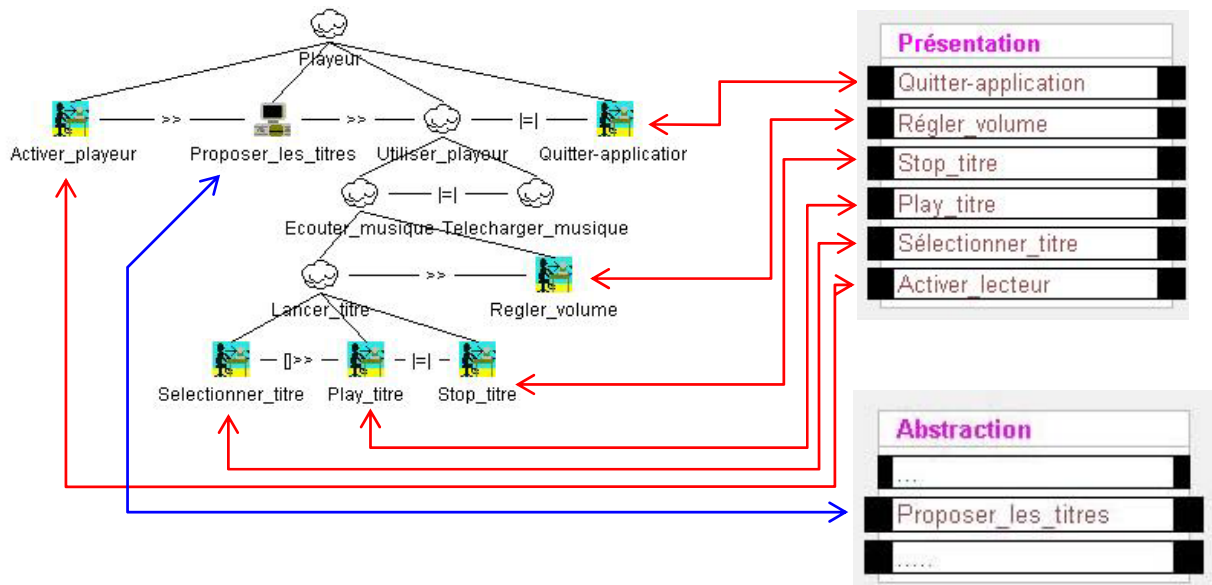 Playeur
>>
>>
|=|
Activer_playeur
Proposer_les_titres
Utiliser_playeur
Quitter-applicatior
|=|
Ecouter_musique
Telecharger_musique
>>
Lancer_titre
Regler_volume
[]>>
|=|
Selectionner_titre
Play_titre
Stop_titre
Présentation
Quitter-application
Régler_volume
Stop_titre
Play_titre
Sélectionner_titre
Activer_lecteur
Abstraction
....
Proposer_les_titres
.....